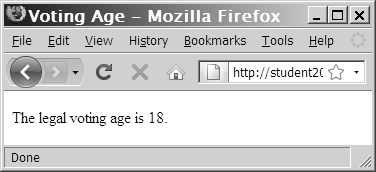 Voting Age - Mozilla Firefox
File Edit View History Bookmarks Tools Help
http://student20
The legal voting age is 18.
Done